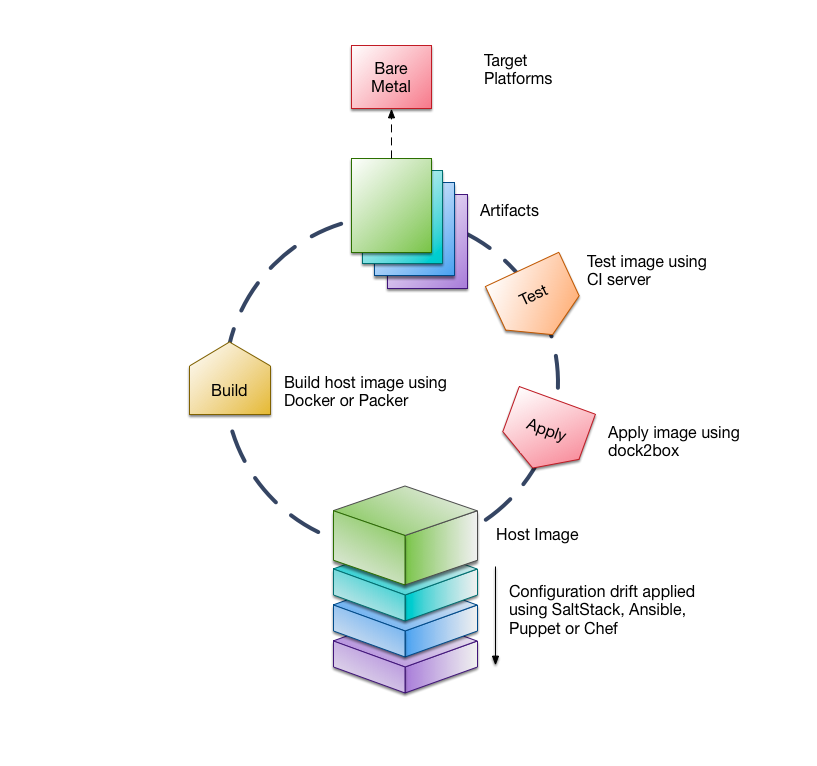 Bare
Metal
Target
Platforms
Artifacts
Test image using
CI server
Test
Build
Build host image using
Docker or Packer
Apply
Apply image using
dock2box
Host Image
Configuration drift applied
using SaltStack, Ansible,
Puppet or Chef